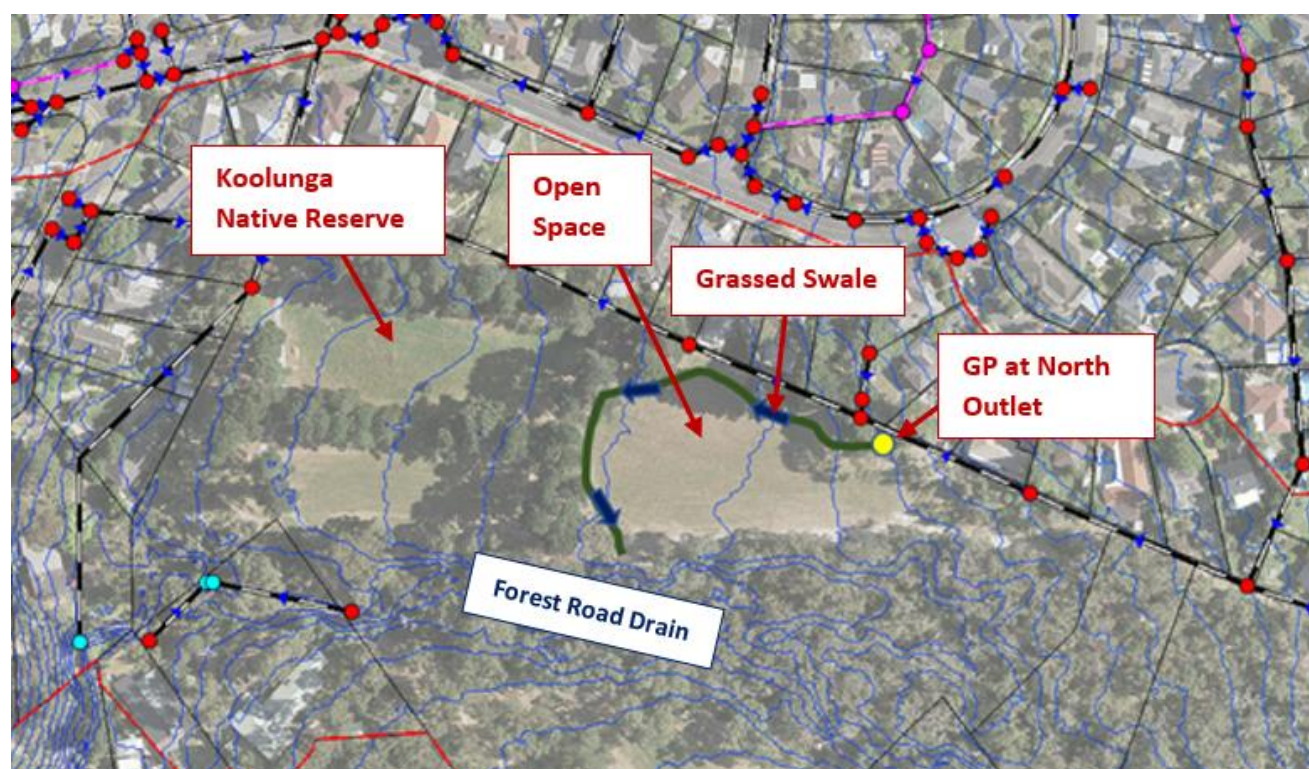 Koolunga
Native Reserve
Open
Space
Grassed Swale
GP at North
Outlet
Forest Road Drain